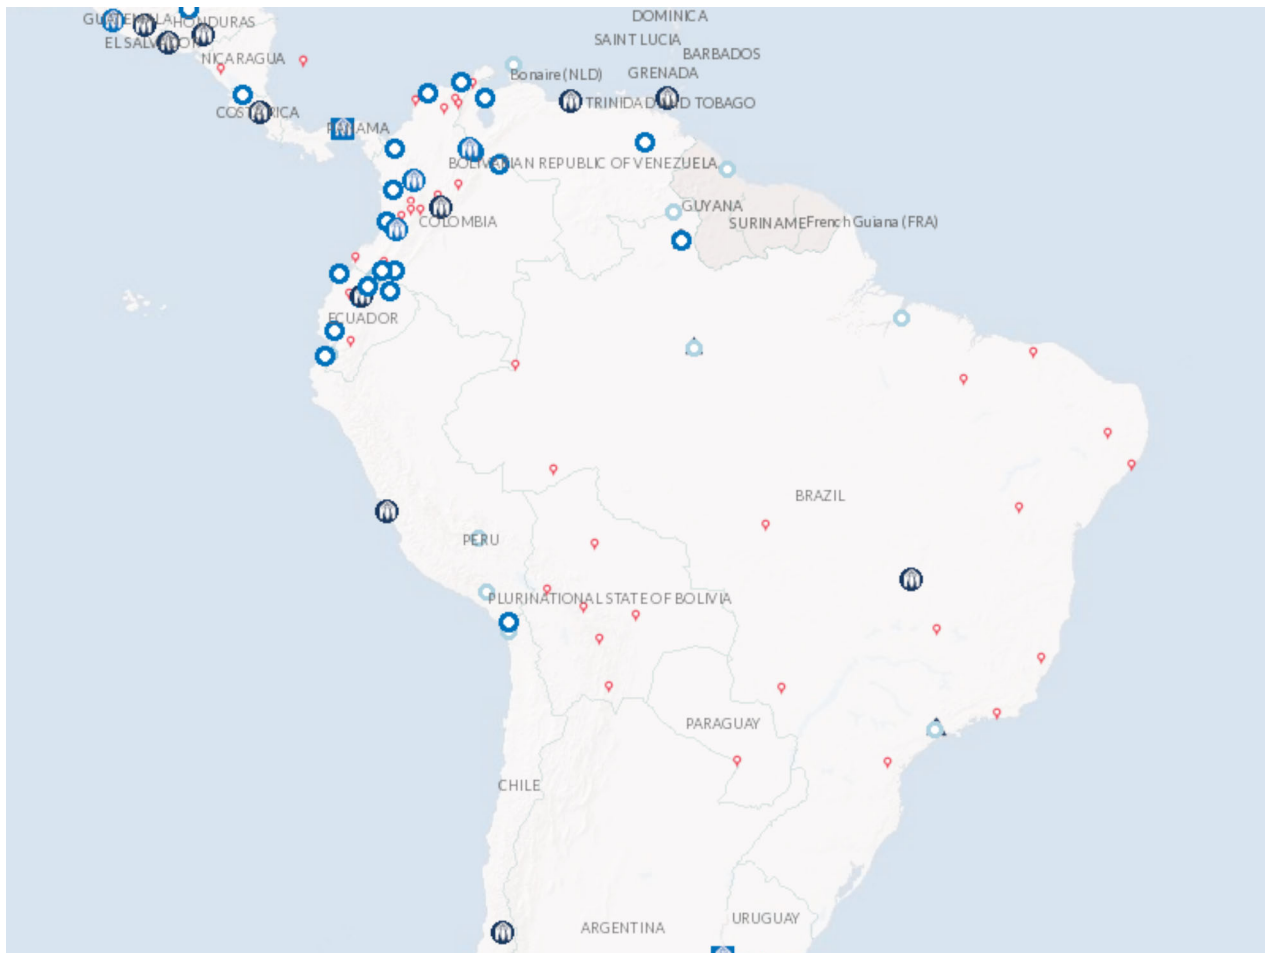 DOMINICA
GUATEMALA
HONDURAS
SAINT LUCIA
EL SALVADOR
BARBADOS
NICARAGUA
Bonaire (NLD)
GRENADA
TRINIDAD AND TOBAGO
COSTA RICA
PANAMA
BOLIVARIAN REPUBLIC OF VENEZUELA
GUYANA
COLOMBIA
SURINAME
French Guiana (FRA)
ECUADOR
BRAZIL
PERU
PLURINATIONAL STATE OF BOLIVIA
PARAGUAY
CHILE
URUGUAY
ARGENTINA